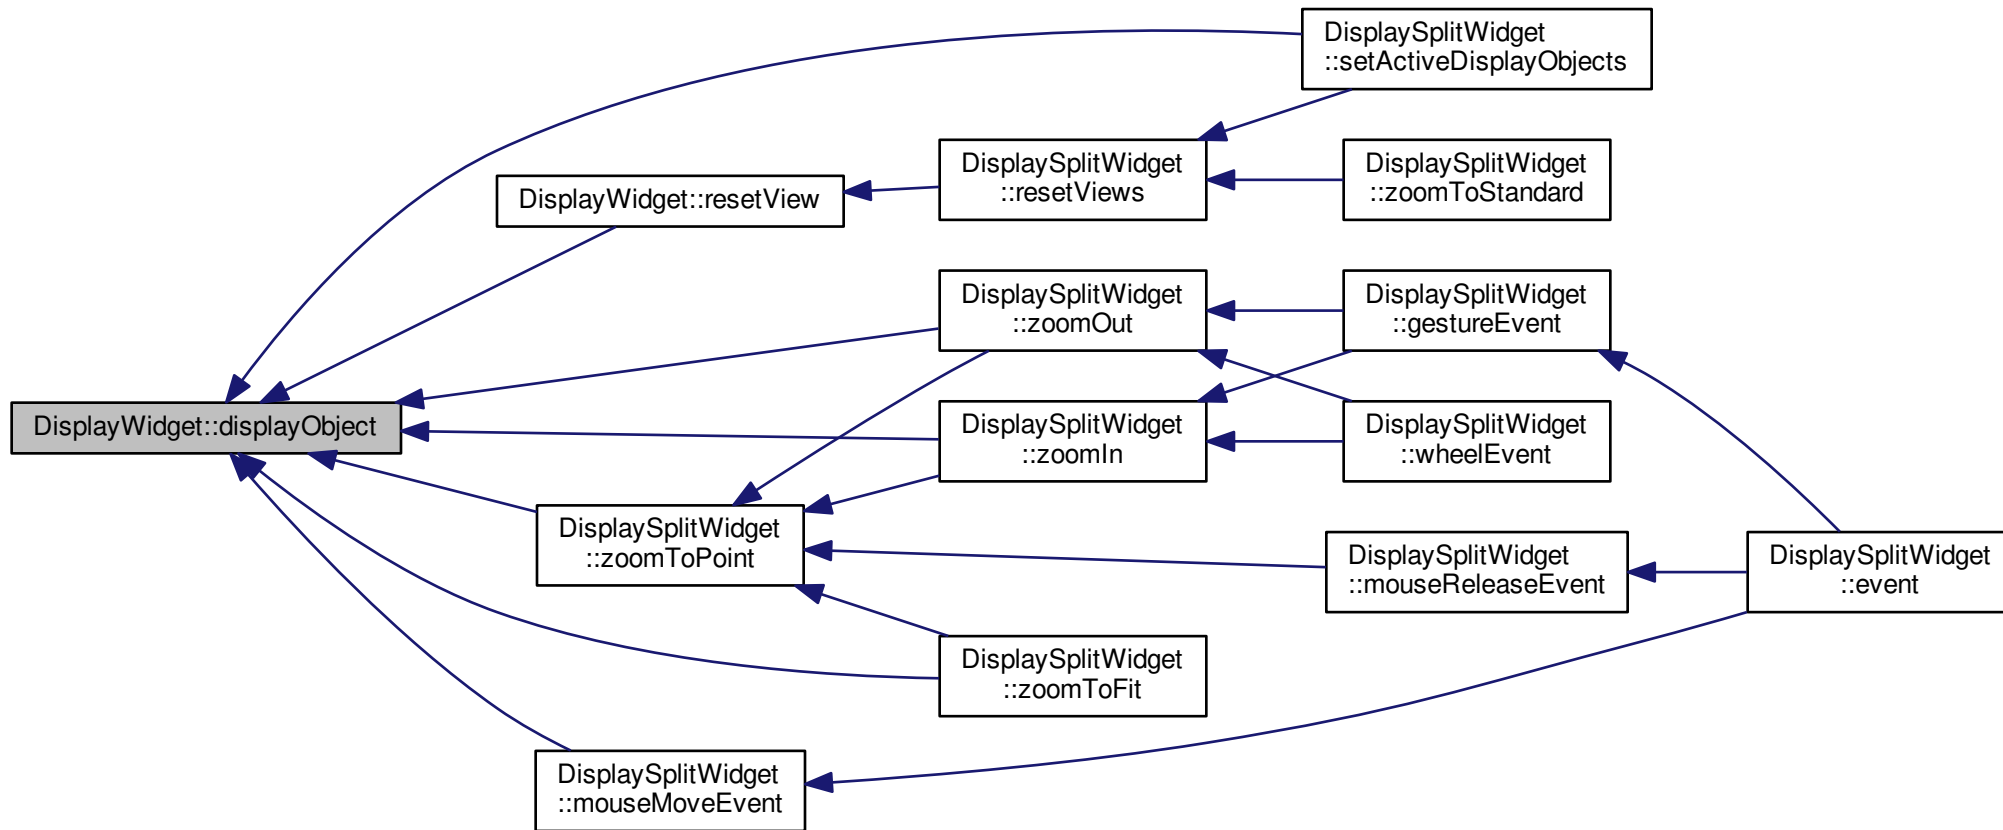 DisplaySplitWidget
::setActiveDisplayObjects
DisplaySplitWidget
::resetViews
DisplaySplitWidget
::zoomToStandard
DisplayWidget::resetView
DisplaySplitWidget
::zoomOut
DisplaySplitWidget
::gestureEvent
DisplayWidget::displayObject
DisplaySplitWidget
::zoomIn
DisplaySplitWidget
::wheelEvent
DisplaySplitWidget
::zoomToPoint
DisplaySplitWidget
::mouseReleaseEvent
DisplaySplitWidget
::event
DisplaySplitWidget
::zoomToFit
DisplaySplitWidget
::mouseMoveEvent